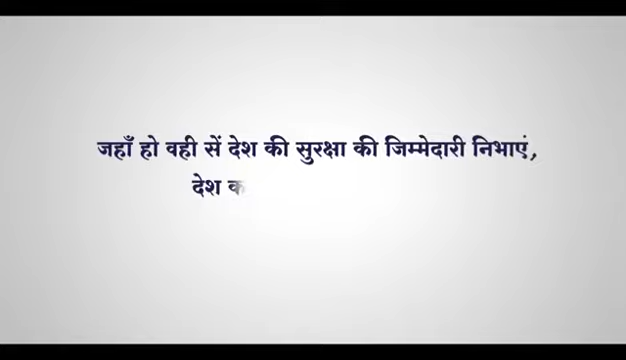 जहाँ हो वही सें देश की सुरक्षा की जिम्मेदारी निभाएं,
देश